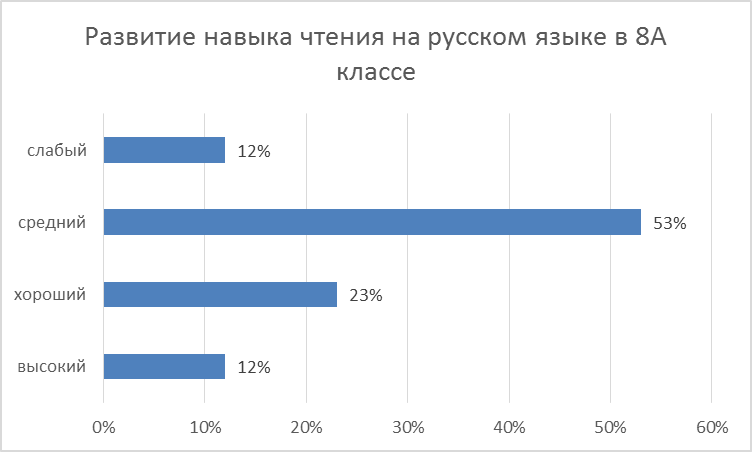 Развитие навыка чтения на русском языке в 8А
классе
слабый 12%
средний 53%
хороший 23%
высокий 12%
0% 10% 20% 30% 40% 50% 60%